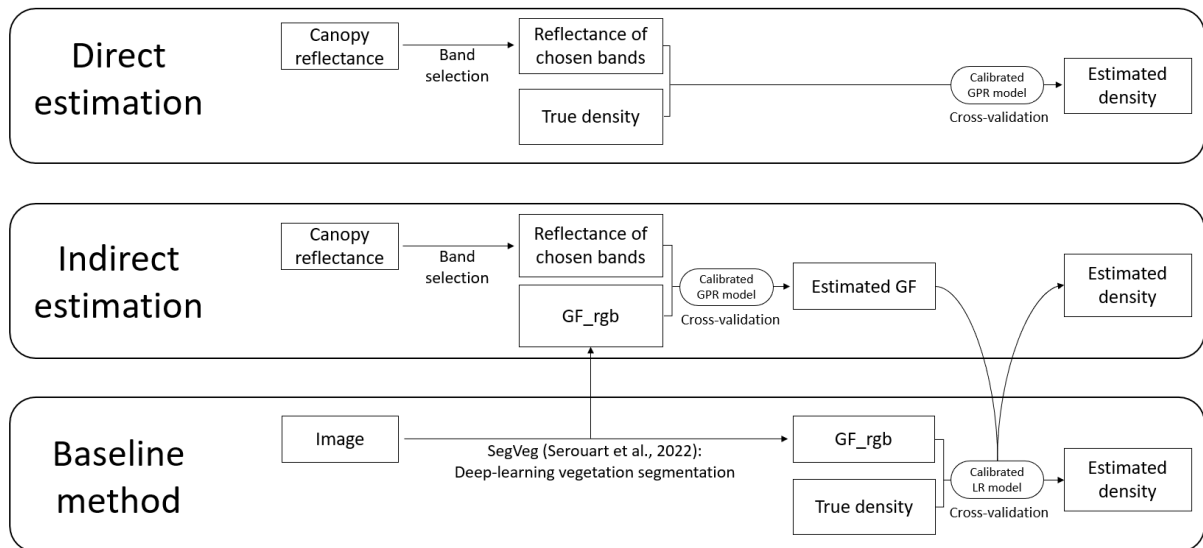 Direct
estimation
Canopy
reflectance
Band
selection
Reflectance of
chosen bands
True density
Calibrated
GPR model
Cross-validation
Estimated
density
Indirect
estimation
Canopy
reflectance
Band
selection
Reflectance of
chosen bands
GF_rgb
Calibrated
GPR model
Cross-validation
Estimated GF
Estimated
density
Baseline
method
Image
SegVeg (Serouart et al., 2022):
Deep-learning vegetation segmentation
GF_rgb
True density
Calibrated
LR model
Cross-validation
Estimated
density